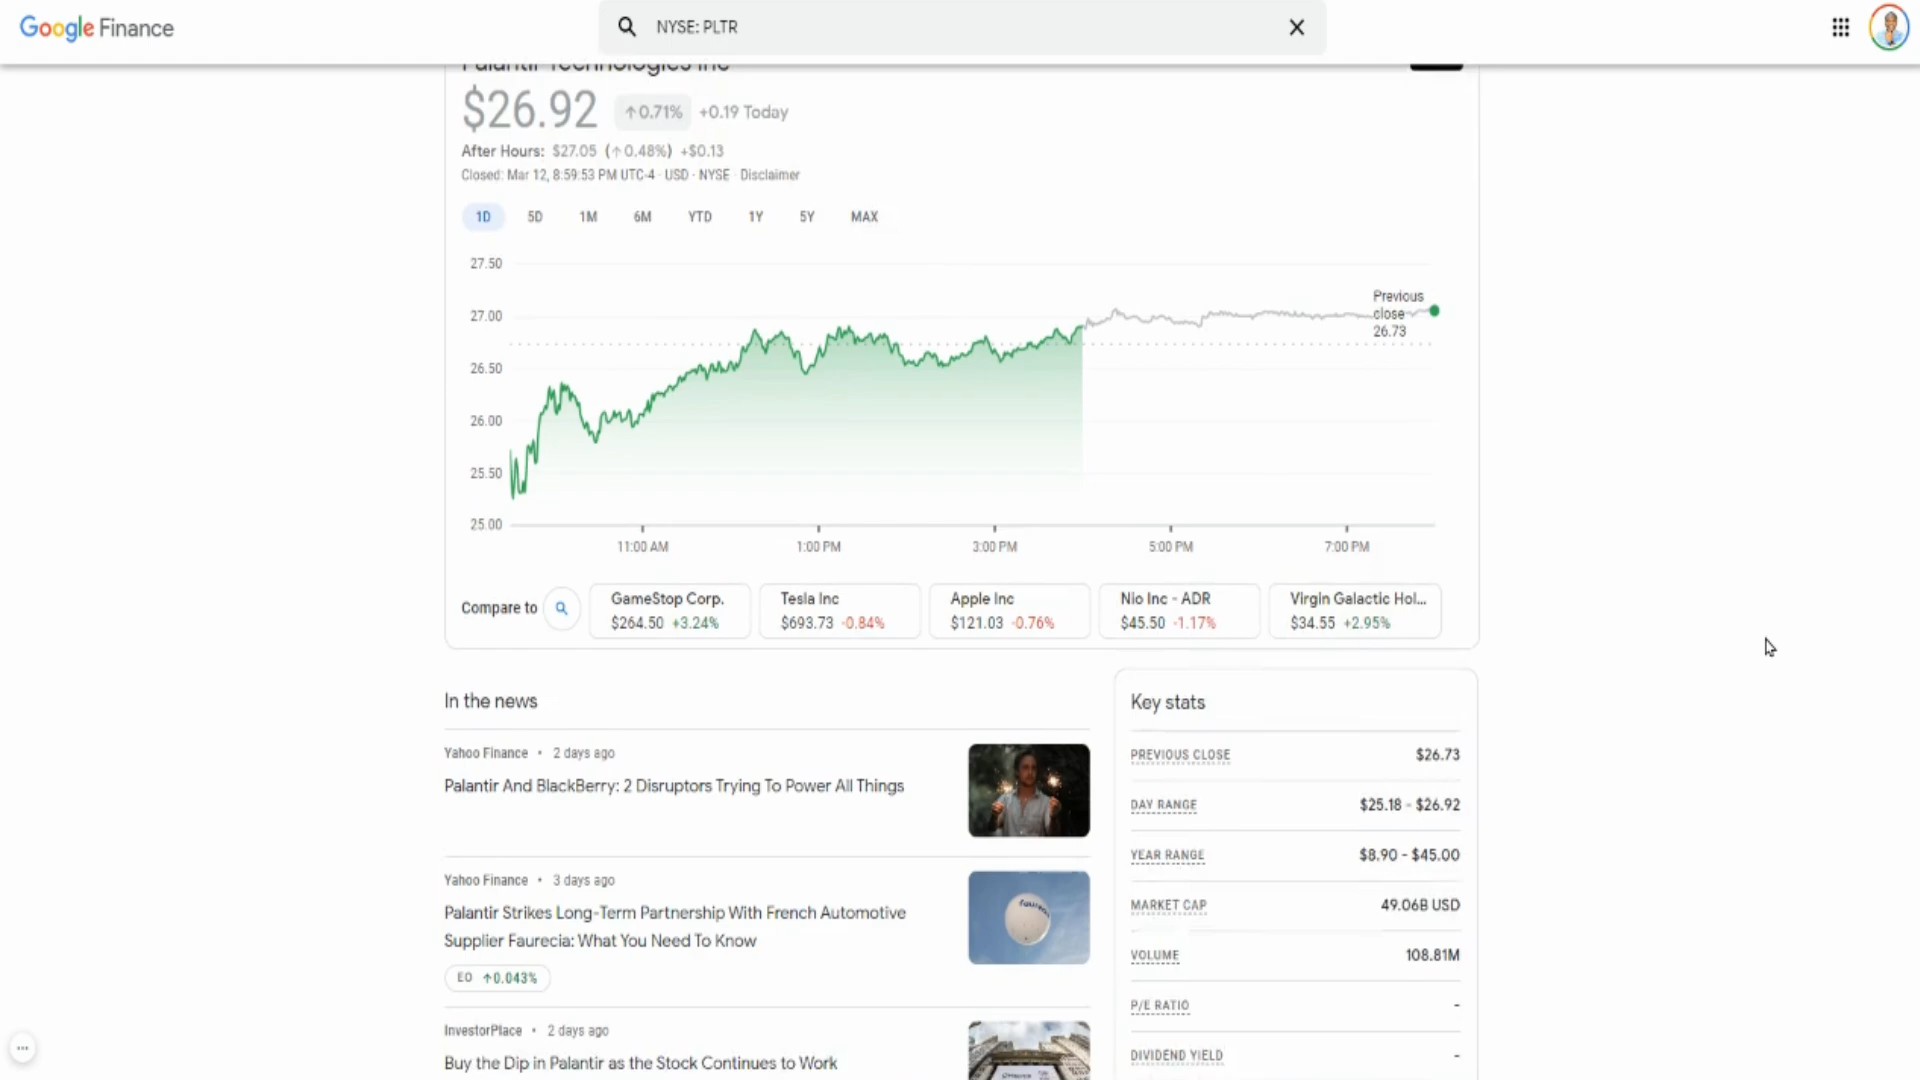 Google Finance
NYSE: PLTR
Palantir Technologies Inc
$26.92 ↑0.71% +0.19 Today
After Hours: $27.05 (↑0.48%) +$0.13
Closed: Mar 12, 8:59:53 PM UTC-4 · USD · NYSE · Disclaimer
1D 5D 1M 6M YTD 1Y 5Y MAX
27.50
27.00
26.50
26.00
25.50
25.00
Previous
close
26.73
11:00 AM 1:00 PM 3:00 PM 5:00 PM 7:00 PM
Compare to
GameStop Corp.
$264.50 +3.24%
Tesla Inc
$693.73 -0.84%
Apple Inc
$121.03 -0.76%
Nio Inc - ADR
$45.50 -1.17%
Virgin Galactic Hol...
$34.55 +2.95%
In the news
Yahoo Finance • 2 days ago
Palantir And BlackBerry: 2 Disruptors Trying To Power All Things
Yahoo Finance • 3 days ago
Palantir Strikes Long-Term Partnership With French Automotive
Supplier Faurecia: What You Need To Know
EO ↑0.043%
InvestorPlace • 2 days ago
Buy the Dip in Palantir as the Stock Continues to Work
Key stats
PREVIOUS CLOSE $26.73
DAY RANGE $25.18 - $26.92
YEAR RANGE $8.90 - $45.00
MARKET CAP 49.06B USD
VOLUME 108.81M
P/E RATIO -
DIVIDEND YIELD -